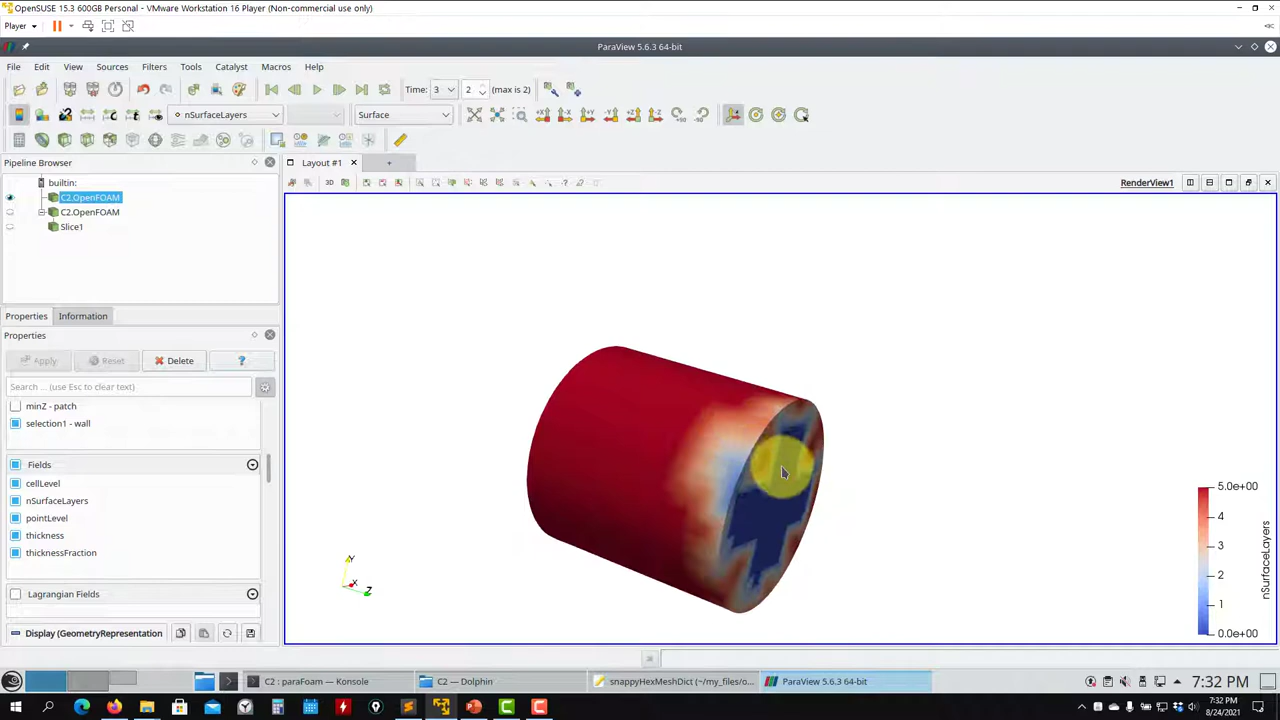 OpenSUSE 15.3 600GB Personal - VMware Workstation 16 Player (Non-commercial use only)
Player
ParaView 5.6.3 64-bit
File Edit View Sources Filters Tools Catalyst Macros Help
Time: 3 2 (max is 2)
nSurfaceLayers Surface
Pipeline Browser
Layout #1 +
builtin:
3D
RenderView1
C2.OpenFOAM
C2.OpenFOAM
Slice1
Properties Information
Properties
Apply Reset Delete ?
Search ... (use Esc to clear text)
minZ - patch
selection1 - wall
Fields
cellLevel
nSurfaceLayers
pointLevel
thickness
thicknessFraction
Lagrangian Fields
Display (GeometryRepresentation
Y
X
Z
5.0e+00
4
3
2
1
0.0e+00
nSurfaceLayers
C2 : paraFoam — Konsole
C2 — Dolphin
snappyHexMeshDict (~/my_files/o...
ParaView 5.6.3 64-bit
7:32 PM
7:32 PM
8/24/2021